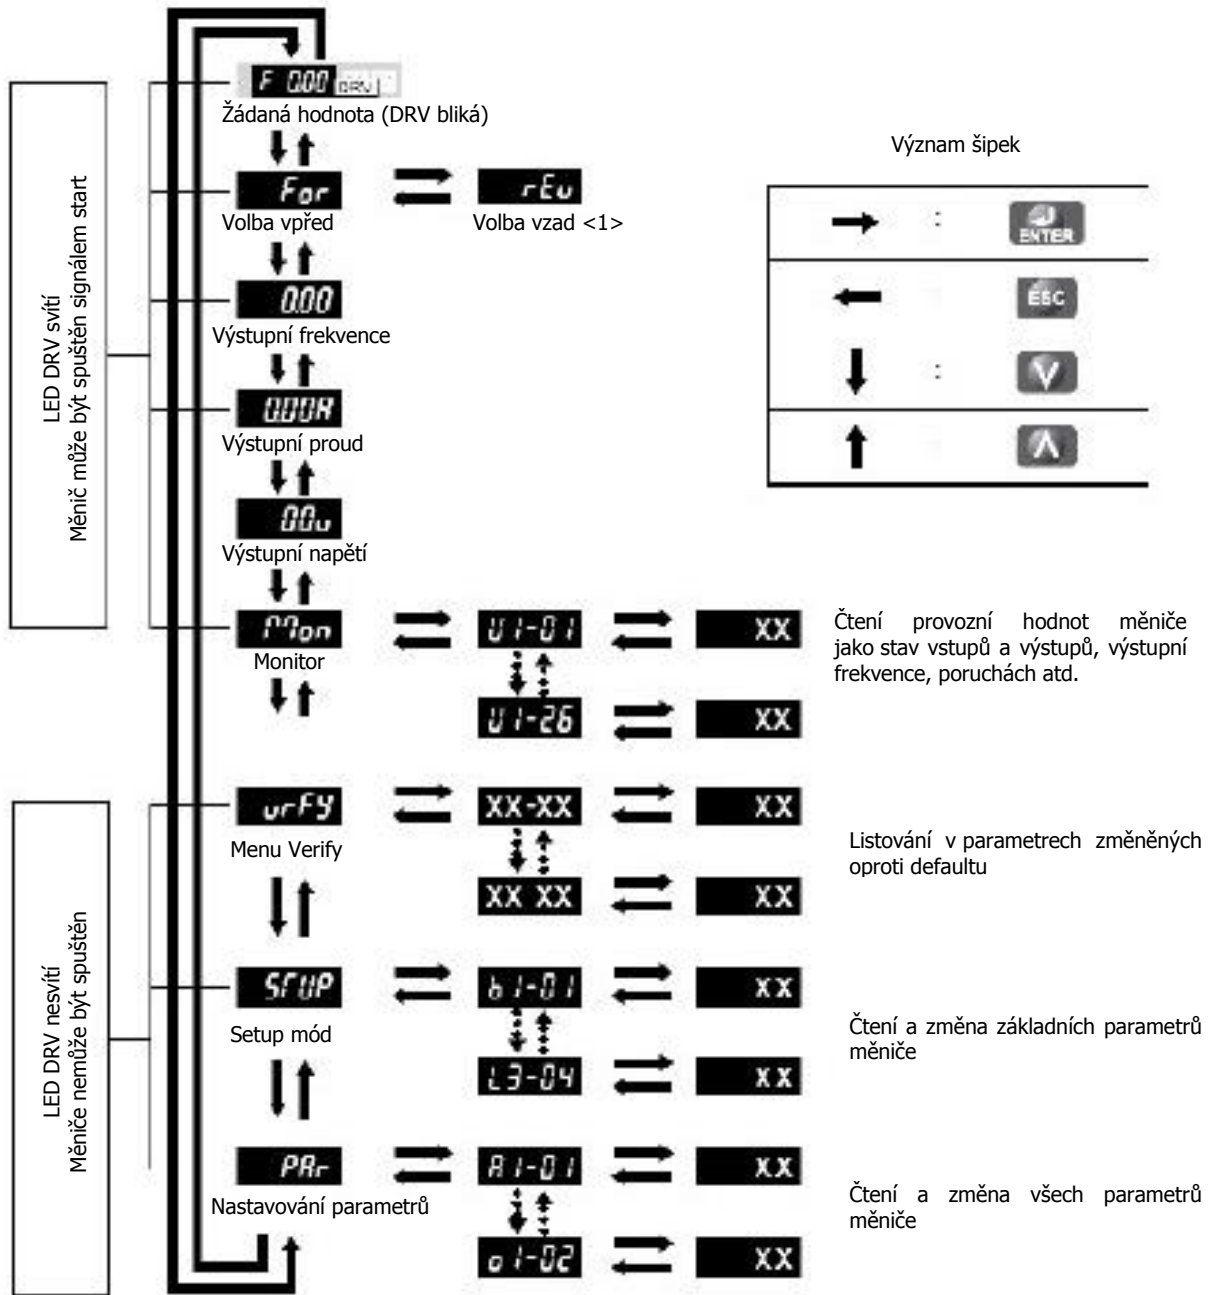 F 0.00 DRV
Žádaná hodnota (DRV bliká)
For
rEv
Volba vpřed
Volba vzad <1>
0.00
Výstupní frekvence
0.00A
Výstupní proud
0.0v
Výstupní napětí
Mon
U1-01
XX
Monitor
U1-26
XX
Čtení provozní hodnot měniče
jako stav vstupů a výstupů, výstupní
frekvence, poruchách atd.
vrFY
XX-XX
XX
Menu Verify
XX XX
XX
Listování v parametrech změněných
oproti defaultu
STUP
b1-01
XX
Setup mód
L3-04
XX
Čtení a změna základních parametrů
měniče
PAr
A1-01
XX
Nastavování parametrů
o1-02
XX
Čtení a změna všech parametrů
měniče
LED DRV svítí
Měnič může být spuštěn signálem start
LED DRV nesvítí
Měniče nemůže být spuštěn
Význam šipek
: ENTER
ESC
: V
Λ